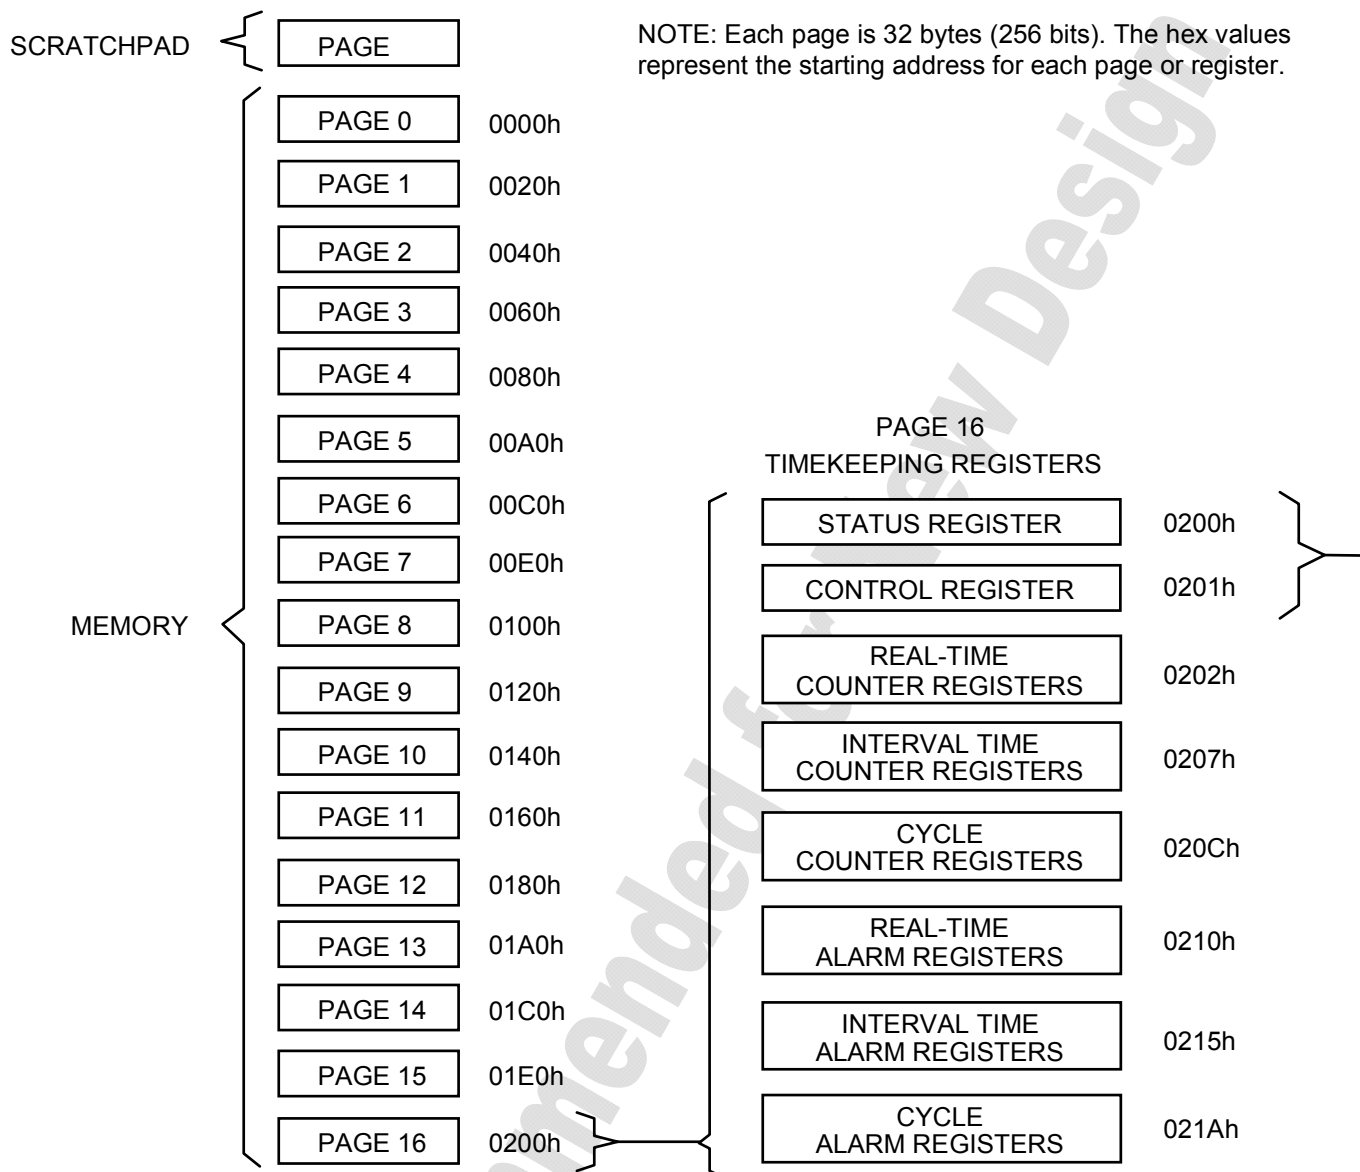 SCRATCHPAD
PAGE
NOTE: Each page is 32 bytes (256 bits). The hex values
represent the starting address for each page or register.
MEMORY
PAGE 0 0000h
PAGE 1 0020h
PAGE 2 0040h
PAGE 3 0060h
PAGE 4 0080h
PAGE 5 00A0h
PAGE 6 00C0h
PAGE 7 00E0h
PAGE 8 0100h
PAGE 9 0120h
PAGE 10 0140h
PAGE 11 0160h
PAGE 12 0180h
PAGE 13 01A0h
PAGE 14 01C0h
PAGE 15 01E0h
PAGE 16 0200h
PAGE 16
TIMEKEEPING REGISTERS
STATUS REGISTER 0200h
CONTROL REGISTER 0201h
REAL-TIME
COUNTER REGISTERS 0202h
INTERVAL TIME
COUNTER REGISTERS 0207h
CYCLE
COUNTER REGISTERS 020Ch
REAL-TIME
ALARM REGISTERS 0210h
INTERVAL TIME
ALARM REGISTERS 0215h
CYCLE
ALARM REGISTERS 021Ah
mmended for New Design